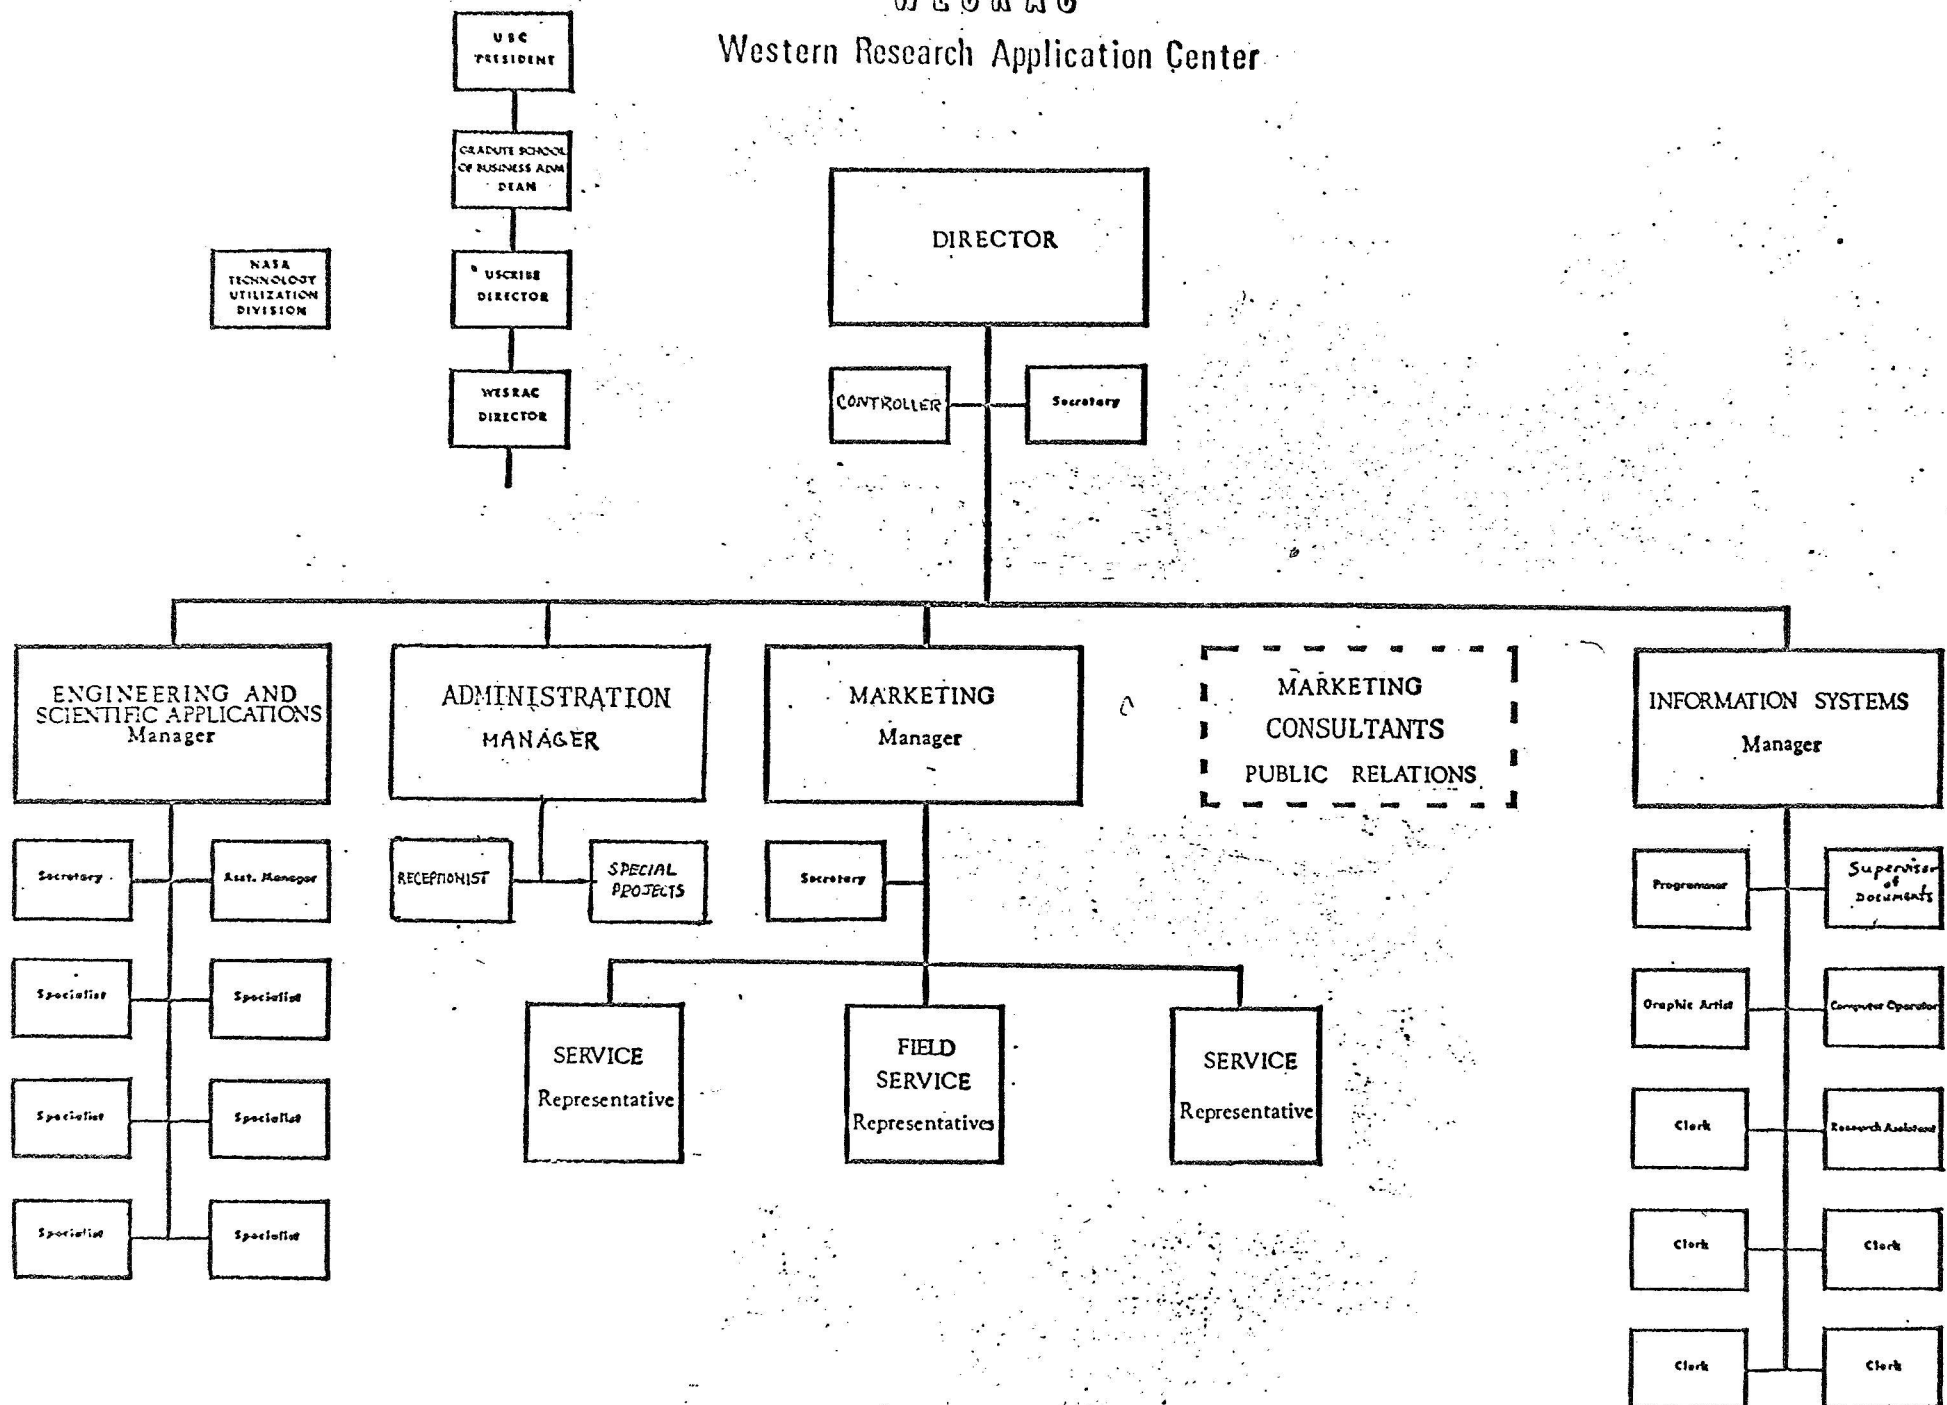 WESRAC
Western Research Application Center
USC
PRESIDENT
GRADUTE SCHOOL
OF BUSINESS ADM
DEAN
NASA
TECHNOLOGY
UTILIZATION
DIVISION
USCRIBE
DIRECTOR
WESRAC
DIRECTOR
DIRECTOR
CONTROLLER
Secretary
ENGINEERING AND
SCIENTIFIC APPLICATIONS
Manager
ADMINISTRATION
MANAGER
MARKETING
Manager
MARKETING
CONSULTANTS
PUBLIC RELATIONS
INFORMATION SYSTEMS
Manager
Secretary
Asst. Manager
RECEPTIONIST
SPECIAL
PROJECTS
Secretary
Programmer
Supervisor
of
Documents
Specialist
Specialist
Graphic Artist
Computer Operator
SERVICE
Representative
FIELD
SERVICE
Representatives
SERVICE
Representative
Specialist
Specialist
Clerk
Research Assistant
Specialist
Specialist
Clerk
Clerk
Clerk
Clerk